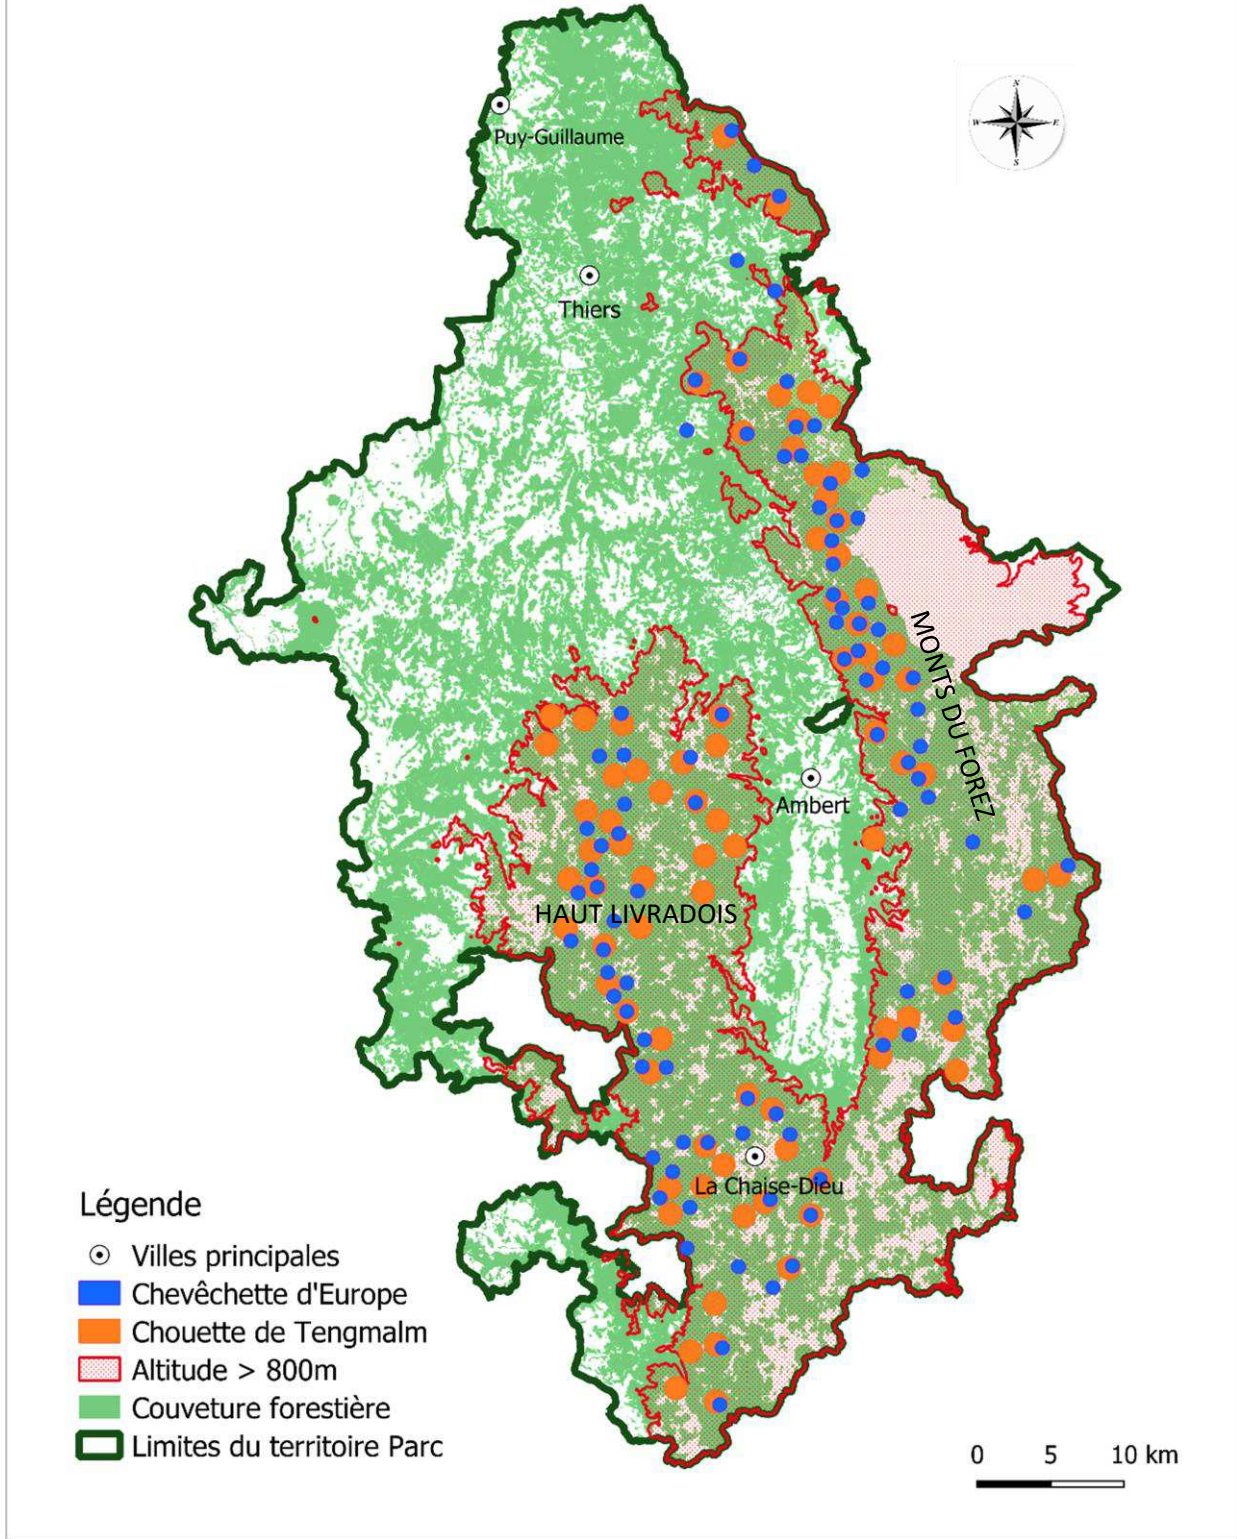 N
W E
S
Puy-Guillaume
Thiers
MONTS DU FOREZ
Ambert
HAUT LIVRADOIS
La Chaise-Dieu
Légende
Villes principales
Chevêchette d'Europe
Chouette de Tengmalm
Altitude > 800m
Couveture forestière
Limites du territoire Parc
0 5 10 km